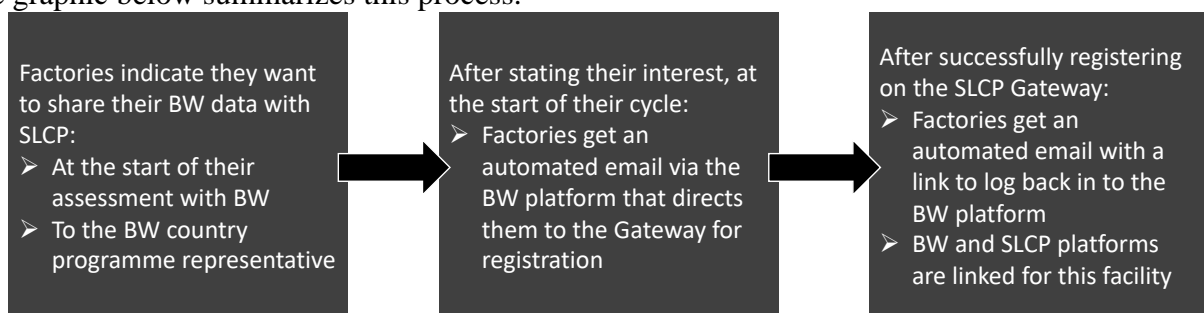 graphic below summarizes this process.
Factories indicate they want
to share their BW data with
SLCP:
➢ At the start of their
assessment with BW
➢ To the BW country
programme representative
After stating their interest, at
the start of their cycle:
➢ Factories get an
automated email via the
BW platform that directs
them to the Gateway for
registration
After successfully registering
on the SLCP Gateway:
➢ Factories get an
automated email with a
link to log back in to the
BW platform
➢ BW and SLCP platforms
are linked for this facility